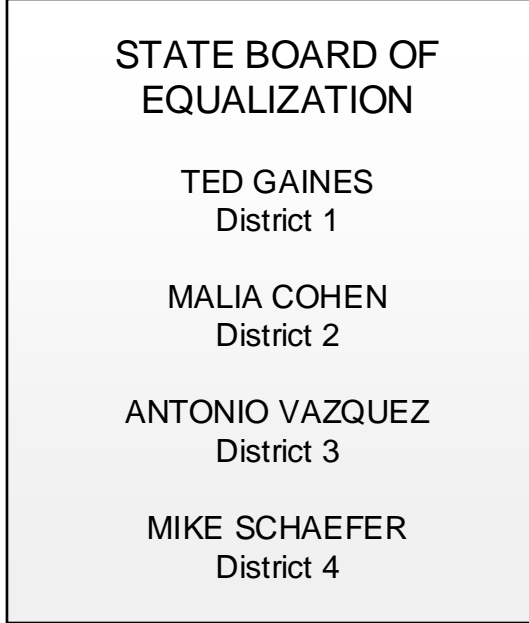 STATE BOARD OF
EQUALIZATION
TED GAINES
District 1
MALIA COHEN
District 2
ANTONIO VAZQUEZ
District 3
MIKE SCHAEFER
District 4